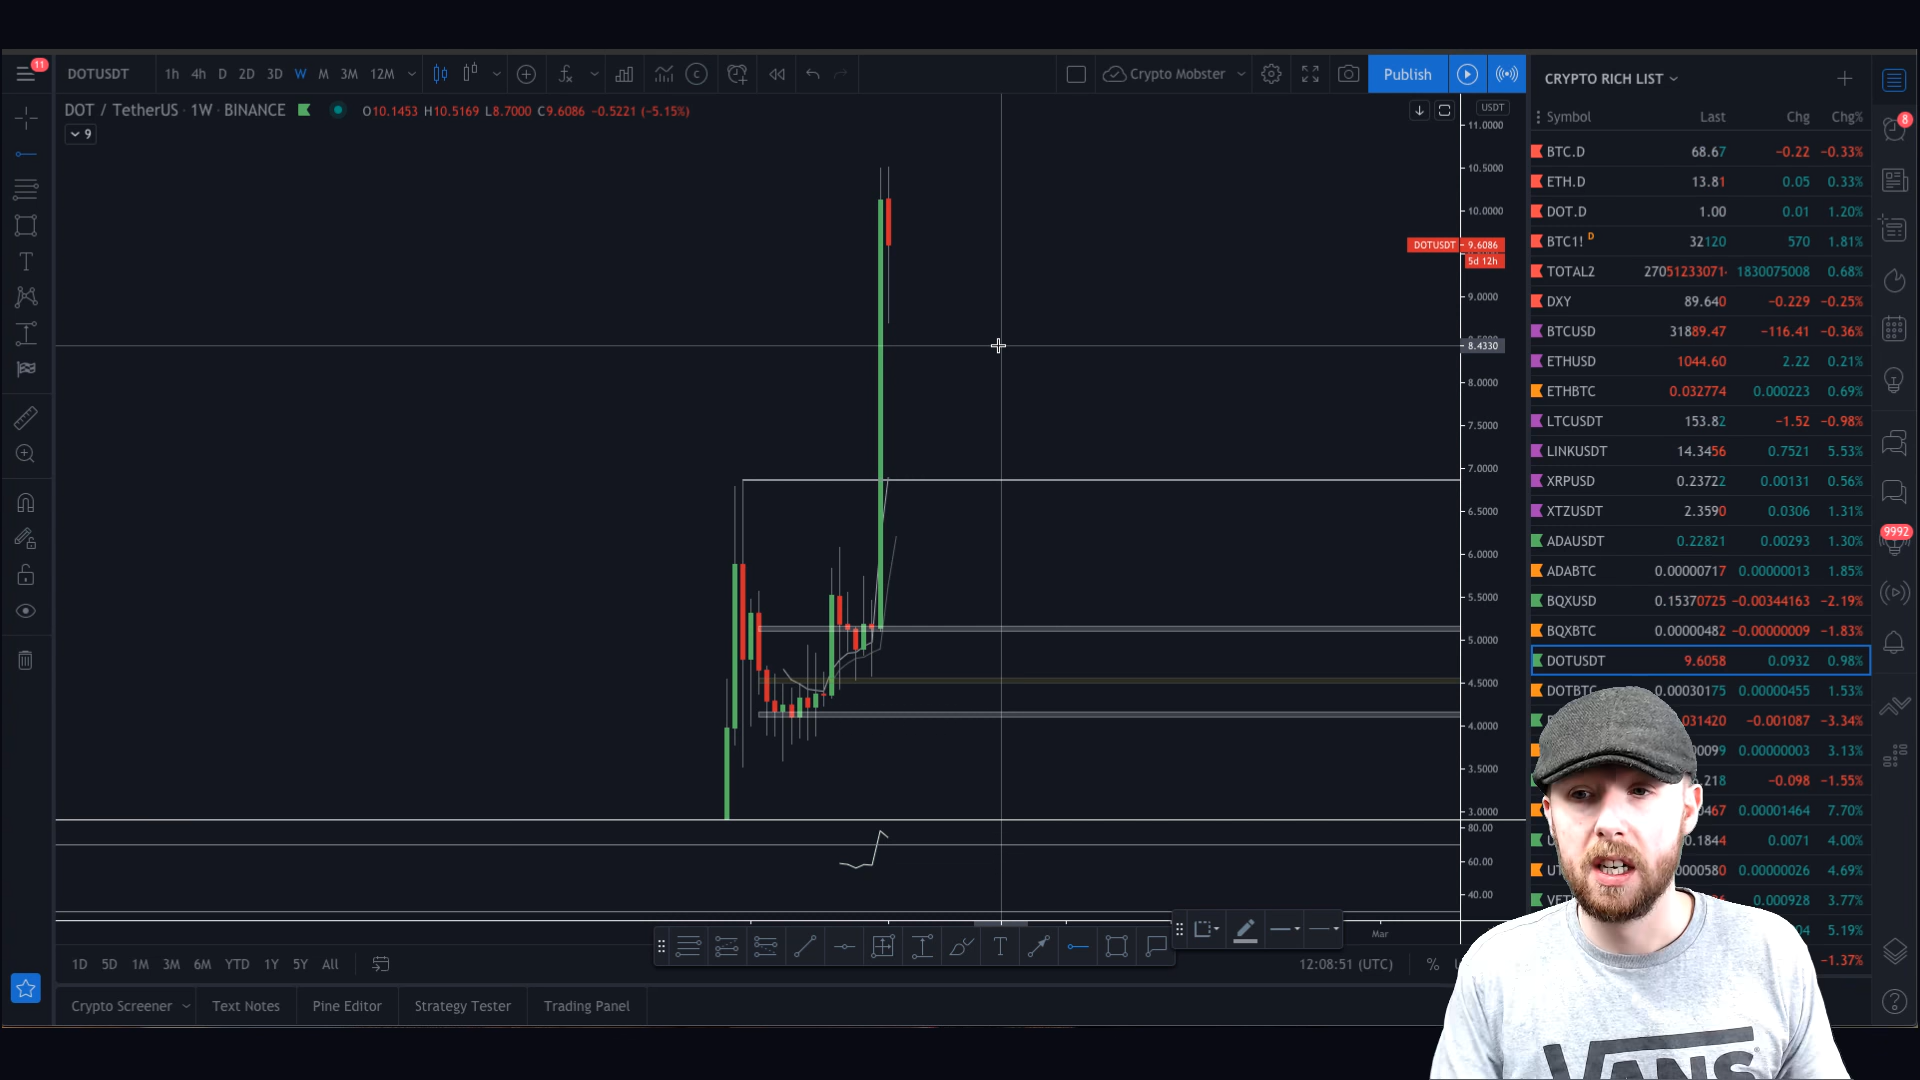 11
DOTUSDT 1h 4h D 2D 3D W M 3M 12M Crypto Mobster Publish
DOT / TetherUS · 1W · BINANCE O10.1453 H10.5169 L8.7000 C9.6086 −0.5221 (−5.15%)
9
USDT
11.0000
10.5000
10.0000
DOTUSDT 9.6086
5d 12h
9.0000
8.4330
8.0000
7.5000
7.0000
6.5000
6.0000
5.5000
5.0000
4.5000
4.0000
3.5000
3.0000
80.00
60.00
40.00
Mar
CRYPTO RICH LIST
Symbol Last Chg Chg%
BTC.D 68.67 −0.22 −0.33%
ETH.D 13.81 0.05 0.33%
DOT.D 1.00 0.01 1.20%
BTC1! D 32120 570 1.81%
TOTAL2 27051233071 1830075008 0.68%
DXY 89.640 −0.229 −0.25%
BTCUSD 31889.47 −116.41 −0.36%
ETHUSD 1044.60 2.22 0.21%
ETHBTC 0.032774 0.000223 0.69%
LTCUSDT 153.82 −1.52 −0.98%
LINKUSDT 14.3456 0.7521 5.53%
XRPUSD 0.23722 0.00131 0.56%
XTZUSDT 2.3590 0.0306 1.31%
ADAUSDT 0.22821 0.00293 1.30%
ADABTC 0.00000717 0.00000013 1.85%
BQXUSD 0.15370725 −0.00344163 −2.19%
BQXBTC 0.00000482 −0.00000009 −1.83%
DOTUSDT 9.6058 0.0932 0.98%
DOTBTC 0.00030175 0.00000455 1.53%
031420 −0.001087 −3.34%
0099 0.00000003 3.13%
.218 −0.098 −1.55%
467 0.00001464 7.70%
.1844 0.0071 4.00%
0000580 0.00000026 4.69%
0.000928 3.77%
04 5.19%
−1.37%
8
9992
1D 5D 1M 3M 6M YTD 1Y 5Y All 12:08:51 (UTC) %
Crypto Screener Text Notes Pine Editor Strategy Tester Trading Panel
VANS